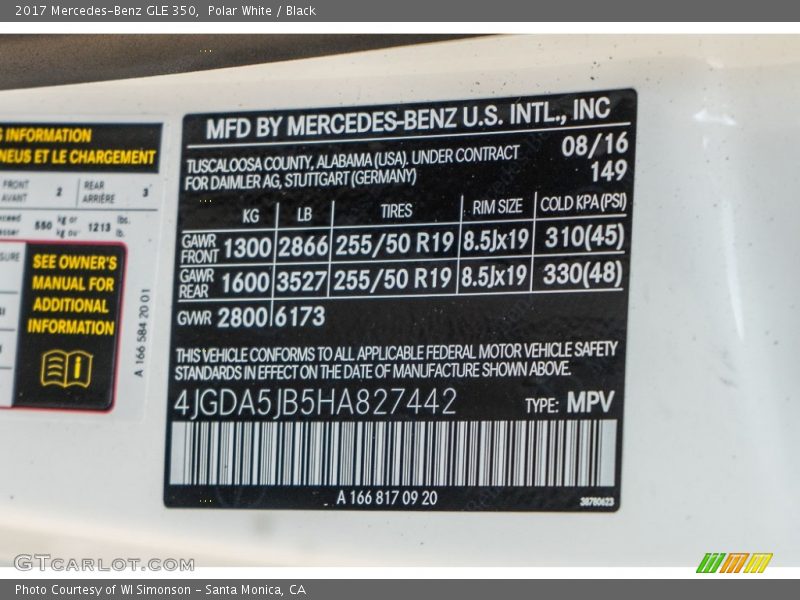 2017 Mercedes-Benz GLE 350,  Polar White / Black
INFORMATION
NEUS ET LE CHARGEMENT
FRONT
AVANT
2
REAR
ARRIÈRE
3
550
kg or
kg ou
1213
lbs.
lb.
SEE OWNER'S
MANUAL FOR
ADDITIONAL
INFORMATION
A 166 584 20 01
MFD BY MERCEDES-BENZ U.S. INTL., INC
TUSCALOOSA COUNTY, ALABAMA (USA). UNDER CONTRACT 08/16
FOR DAIMLER AG, STUTTGART (GERMANY) 149
KG LB TIRES RIM SIZE COLD KPA (PSI)
GAWR FRONT 1300 2866 255/50 R19 8.5Jx19 310(45)
GAWR REAR 1600 3527 255/50 R19 8.5Jx19 330(48)
GVWR 2800 6173
THIS VEHICLE CONFORMS TO ALL APPLICABLE FEDERAL MOTOR VEHICLE SAFETY
STANDARDS IN EFFECT ON THE DATE OF MANUFACTURE SHOWN ABOVE.
4JGDA5JB5HA827442 TYPE: MPV
A 166 817 09 20
38780623
GTCARLOT.COM
Photo Courtesy of WI Simonson - Santa Monica, CA